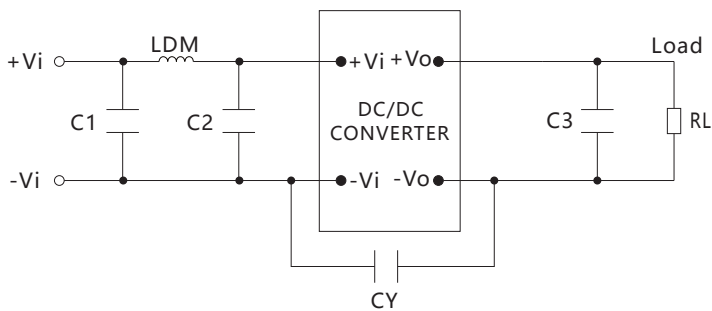 LDM
Load
+Vi
+Vi
+Vo
C1
C2
DC/DC
CONVERTER
C3
RL
-Vi
-Vi
-Vo
CY